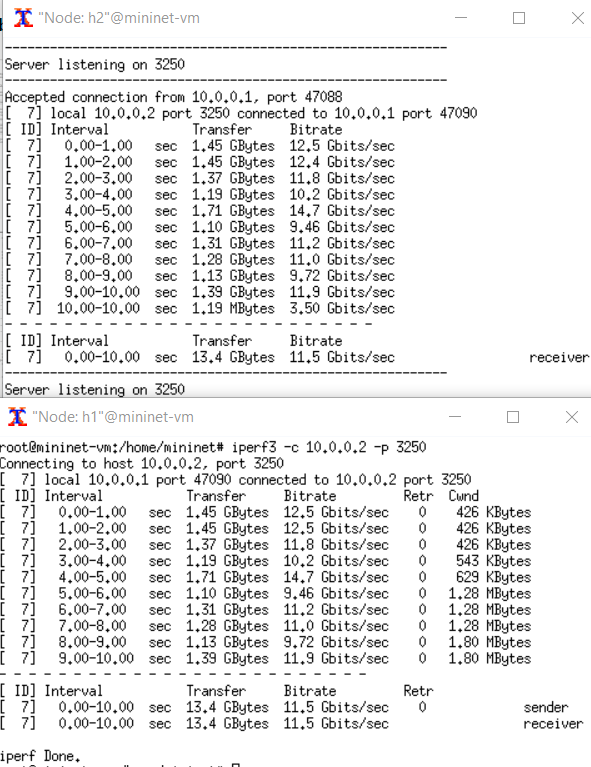 "Node: h2"@mininet-vm
-----------------------------------------------------------
Server listening on 3250
-----------------------------------------------------------
Accepted connection from 10.0.0.1, port 47088
[  7] local 10.0.0.2 port 3250 connected to 10.0.0.1 port 47090
[ ID] Interval           Transfer     Bitrate
[  7]   0.00-1.00   sec  1.45 GBytes  12.5 Gbits/sec
[  7]   1.00-2.00   sec  1.45 GBytes  12.4 Gbits/sec
[  7]   2.00-3.00   sec  1.37 GBytes  11.8 Gbits/sec
[  7]   3.00-4.00   sec  1.19 GBytes  10.2 Gbits/sec
[  7]   4.00-5.00   sec  1.71 GBytes  14.7 Gbits/sec
[  7]   5.00-6.00   sec  1.10 GBytes  9.46 Gbits/sec
[  7]   6.00-7.00   sec  1.31 GBytes  11.2 Gbits/sec
[  7]   7.00-8.00   sec  1.28 GBytes  11.0 Gbits/sec
[  7]   8.00-9.00   sec  1.13 GBytes  9.72 Gbits/sec
[  7]   9.00-10.00  sec  1.39 GBytes  11.9 Gbits/sec
[  7]  10.00-10.00  sec  1.19 MBytes  3.50 Gbits/sec
- - - - - - - - - - - - - - - - - - - - - - - - -
[ ID] Interval           Transfer     Bitrate
[  7]   0.00-10.00  sec  13.4 GBytes  11.5 Gbits/sec                  receiver
-----------------------------------------------------------
Server listening on 3250
"Node: h1"@mininet-vm
root@mininet-vm:/home/mininet# iperf3 -c 10.0.0.2 -p 3250
Connecting to host 10.0.0.2, port 3250
[  7] local 10.0.0.1 port 47090 connected to 10.0.0.2 port 3250
[ ID] Interval           Transfer     Bitrate         Retr  Cwnd
[  7]   0.00-1.00   sec  1.45 GBytes  12.5 Gbits/sec    0    426 KBytes
[  7]   1.00-2.00   sec  1.45 GBytes  12.5 Gbits/sec    0    426 KBytes
[  7]   2.00-3.00   sec  1.37 GBytes  11.8 Gbits/sec    0    426 KBytes
[  7]   3.00-4.00   sec  1.19 GBytes  10.2 Gbits/sec    0    543 KBytes
[  7]   4.00-5.00   sec  1.71 GBytes  14.7 Gbits/sec    0    629 KBytes
[  7]   5.00-6.00   sec  1.10 GBytes  9.46 Gbits/sec    0   1.28 MBytes
[  7]   6.00-7.00   sec  1.31 GBytes  11.2 Gbits/sec    0   1.28 MBytes
[  7]   7.00-8.00   sec  1.28 GBytes  11.0 Gbits/sec    0   1.28 MBytes
[  7]   8.00-9.00   sec  1.13 GBytes  9.72 Gbits/sec    0   1.80 MBytes
[  7]   9.00-10.00  sec  1.39 GBytes  11.9 Gbits/sec    0   1.80 MBytes
- - - - - - - - - - - - - - - - - - - - - - - - -
[ ID] Interval           Transfer     Bitrate         Retr
[  7]   0.00-10.00  sec  13.4 GBytes  11.5 Gbits/sec    0             sender
[  7]   0.00-10.00  sec  13.4 GBytes  11.5 Gbits/sec                  receiver
iperf Done.